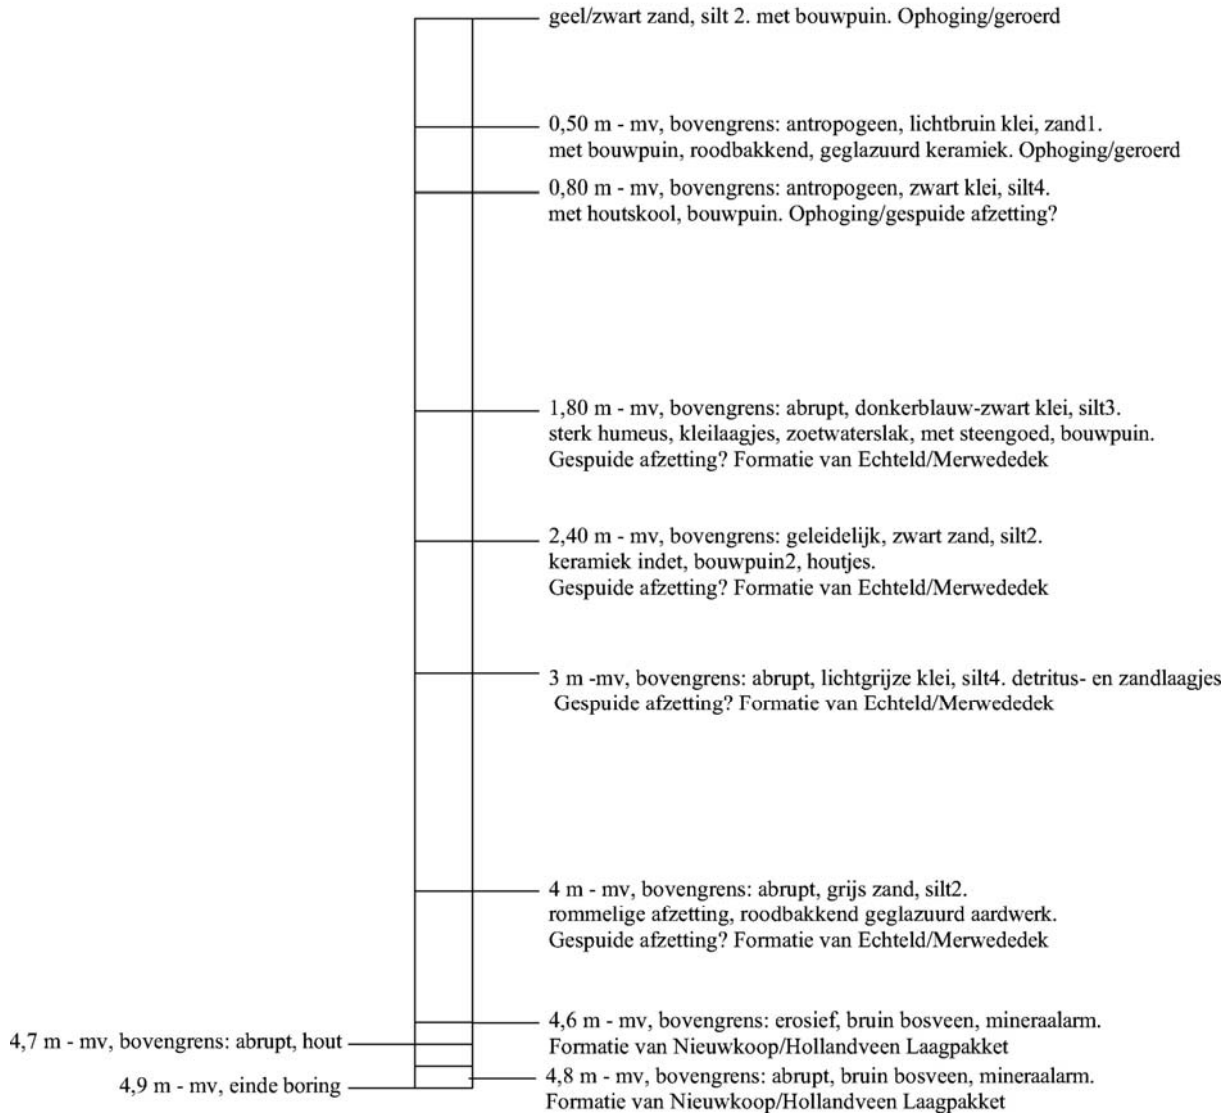 geel/zwart zand, silt 2. met bouwpuin. Ophoging/geroerd
0,50 m - mv, bovengrens: antropogeen, lichtbruin klei, zand1.
met bouwpuin, roodbakkend, geglazuurd keramiek. Ophoging/geroerd
0,80 m - mv, bovengrens: antropogeen, zwart klei, silt4.
met houtskool, bouwpuin. Ophoging/gespuide afzetting?
1,80 m - mv, bovengrens: abrupt, donkerblauw-zwart klei, silt3.
sterk humeus, kleilaagjes, zoetwaterslak, met steengoed, bouwpuin.
Gespuide afzetting? Formatie van Echteld/Merwededek
2,40 m - mv, bovengrens: geleidelijk, zwart zand, silt2.
keramiek indet, bouwpuin2, houtjes.
Gespuide afzetting? Formatie van Echteld/Merwededek
3 m -mv, bovengrens: abrupt, lichtgrijze klei, silt4. detritus- en zandlaagjes
Gespuide afzetting? Formatie van Echteld/Merwededek
4 m - mv, bovengrens: abrupt, grijs zand, silt2.
rommelige afzetting, roodbakkend geglazuurd aardwerk.
Gespuide afzetting? Formatie van Echteld/Merwededek
4,6 m - mv, bovengrens: erosief, bruin bosveen, mineraalarm.
Formatie van Nieuwkoop/Hollandveen Laagpakket
4,7 m - mv, bovengrens: abrupt, hout
4,8 m - mv, bovengrens: abrupt, bruin bosveen, mineraalarm.
Formatie van Nieuwkoop/Hollandveen Laagpakket
4,9 m - mv, einde boring